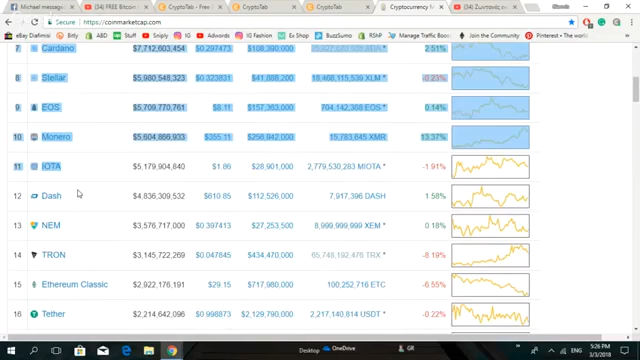 Michael message
(34) FREE Bitcoin
CryptoTab
CryptoTab - Free
CryptoTab
Cryptocurrency M
(34) Συντακτης
Secure | https://coinmarketcap.com
eBay Diafimisi Bitly ABD Youtube Sniply IG Adwords Ex Shop F Outlook BuzzSumo RH Manage Traffic Boost Join the Community Pinterest • The world's
7 Cardano $7,712,603,454 $0.297473 $108,390,000 2.51%
8 Stellar $5,980,548,323 $0.323831 $41,888,200 18,468,115,539 XLM * -0.23%
9 EOS $5,709,770,761 $8.11 $157,363,000 704,142,368 EOS * 0.14%
10 Monero $5,604,866,933 $355.11 $256,942,000 15,783,645 XMR 13.37%
11 IOTA $5,179,904,840 $1.86 $28,901,000 2,779,530,283 MIOTA * -1.91%
12 Dash $4,836,309,532 $610.85 $112,526,000 7,917,396 DASH 1.58%
13 NEM $3,576,717,000 $0.397413 $27,253,500 8,999,999,999 XEM * 0.18%
14 TRON $3,145,722,269 $0.047845 $434,470,000 65,748,192,476 TRX * -8.19%
15 Ethereum Classic $2,922,176,191 $29.15 $717,980,000 100,252,716 ETC -6.55%
16 Tether $2,214,642,096 $0.998873 $2,129,790,000 2,217,140,814 USDT * -0.22%
Desktop OneDrive GR
ENG
5:26 PM
3/3/2018